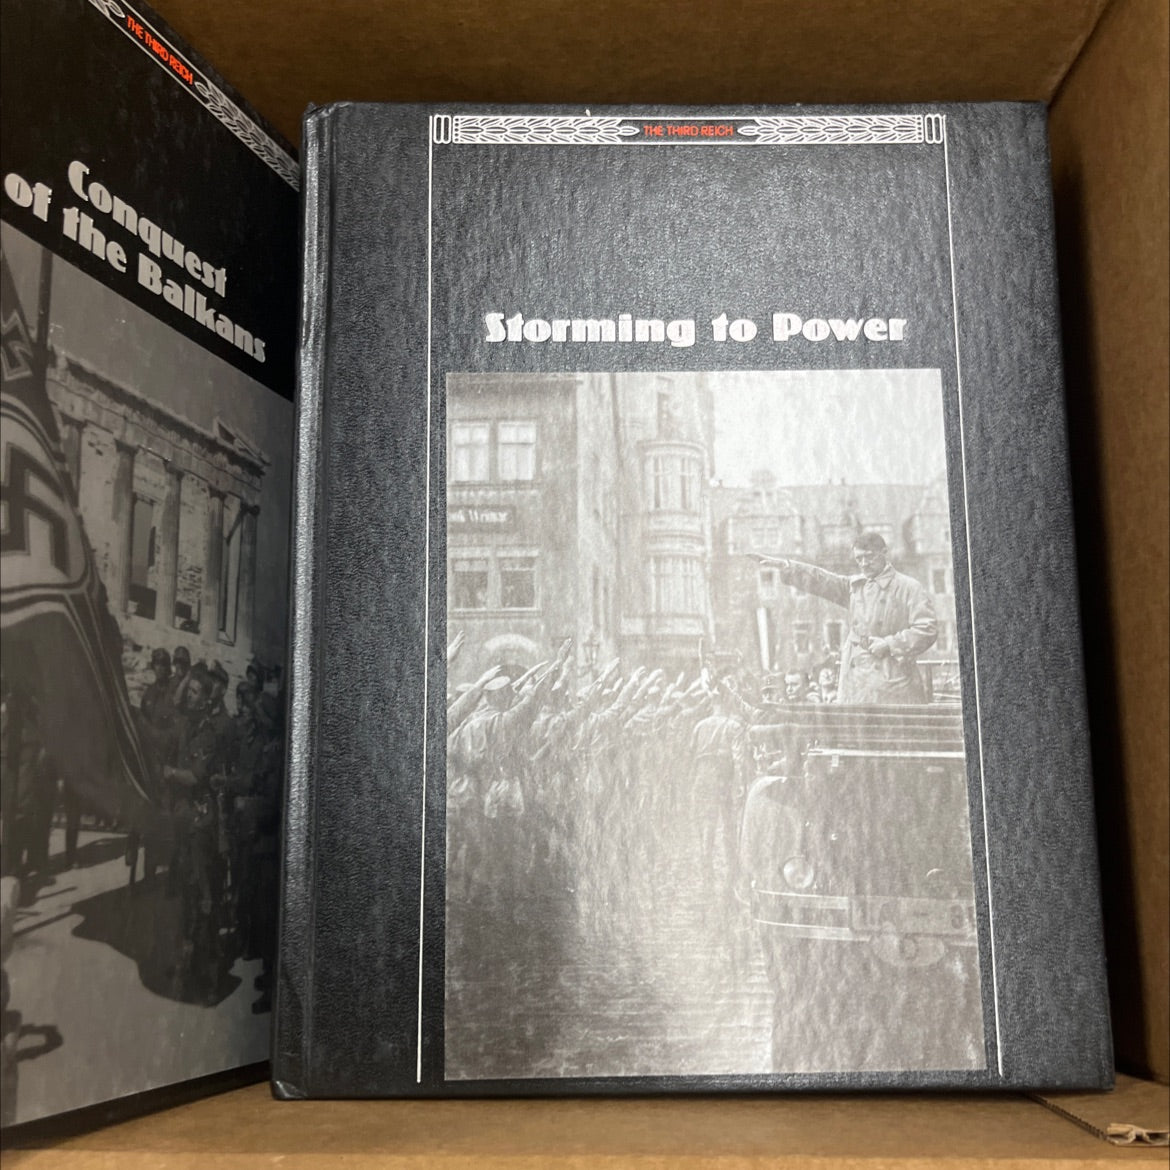 THE THIRD REICH
Conquest
of the Balkans
THE THIRD REICH
Storming to Power